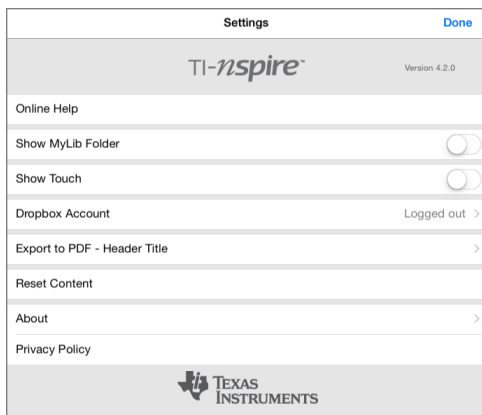 Settings Done
TI-nspire™ Version 4.2.0
Online Help
Show MyLib Folder
Show Touch
Dropbox Account Logged out >
Export to PDF - Header Title >
Reset Content
About >
Privacy Policy
TEXAS
INSTRUMENTS